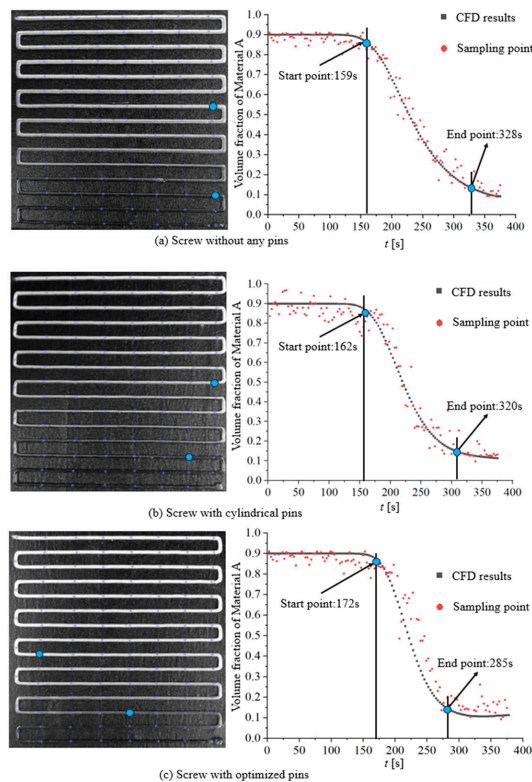 1.0
0.9
0.8
0.7
0.6
0.5
0.4
0.3
0.2
0.1
0.0
Volume fraction of Material A
CFD results
Sampling point
Start point:159s
End point:328s
0 50 100 150 200 250 300 350 400
t [s]
(a) Screw without any pins
1.0
0.9
0.8
0.7
0.6
0.5
0.4
0.3
0.2
0.1
0.0
Volume fraction of Material A
CFD results
Sampling point
Start point:162s
End point:320s
0 50 100 150 200 250 300 350 400
t [s]
(b) Screw with cylindrical pins
1.0
0.9
0.8
0.7
0.6
0.5
0.4
0.3
0.2
0.1
0.0
Volume fraction of Material A
CFD results
Sampling point
Start point:172s
End point:285s
0 50 100 150 200 250 300 350 400
t [s]
(c) Screw with optimized pins